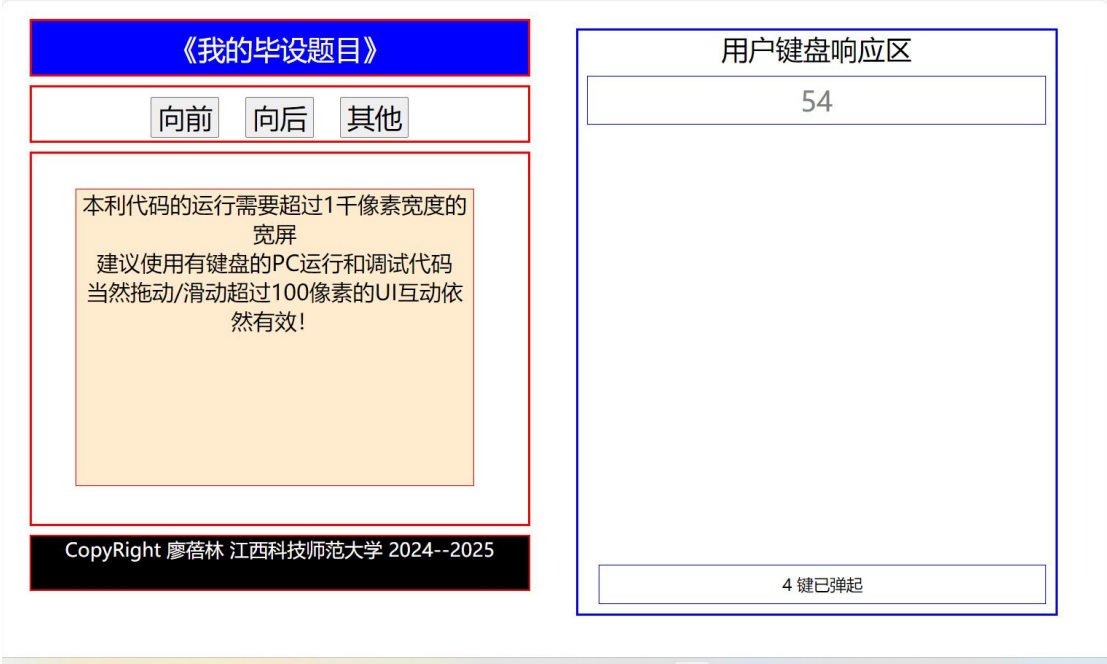 《我的毕设题目》
向前 向后 其他
本利代码的运行需要超过1千像素宽度的
宽屏
建议使用有键盘的PC运行和调试代码
当然拖动/滑动超过100像素的UI互动依
然有效!
CopyRight 廖蓓林 江西科技师范大学 2024--2025
用户键盘响应区
54
4 键已弹起